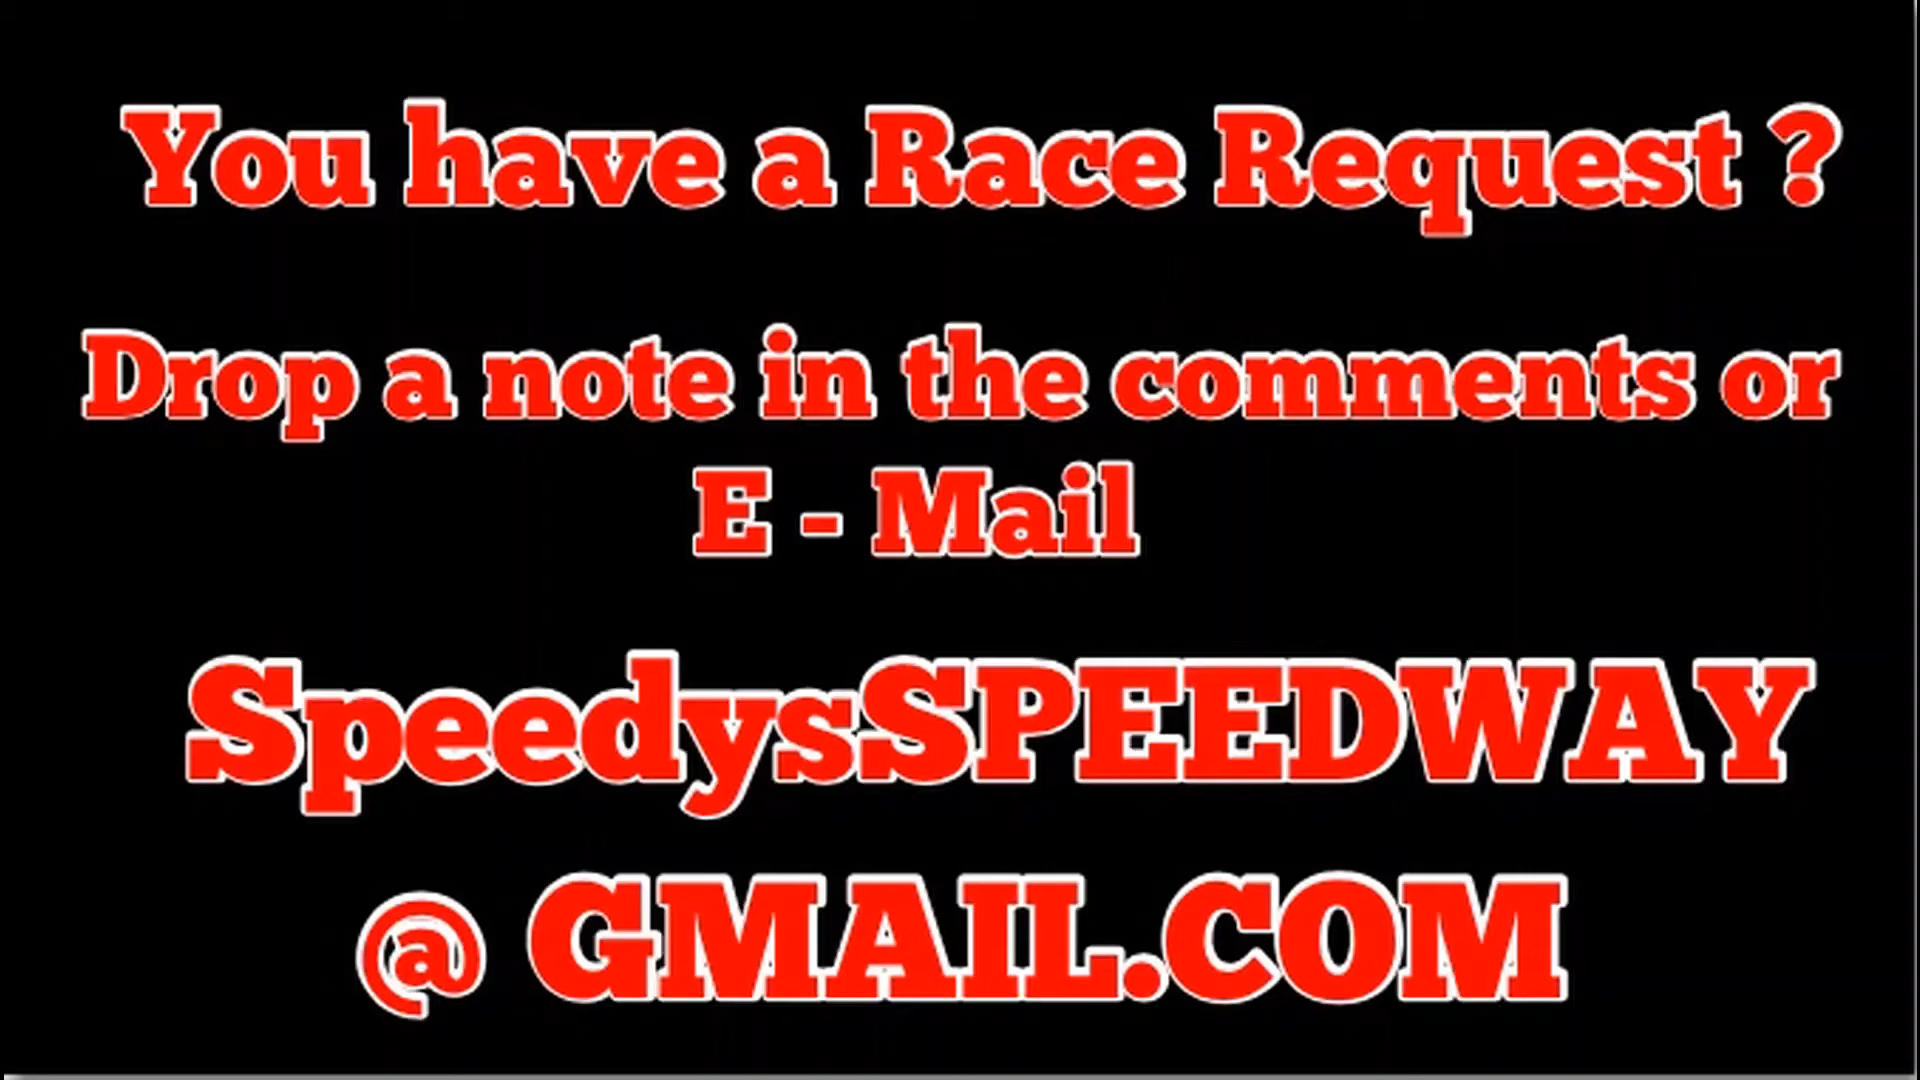 You have a Race Request ?
Drop a note in the comments or
E - Mail
SpeedysSPEEDWAY
@ GMAIL.COM